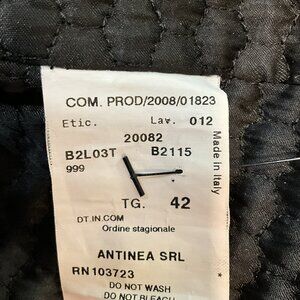 COM. PROD/2008/01823
Etic. Lav. 012
20082
B2L03T B2115
999
Made in Italy
TG. 42
DT.IN.COM
Ordine stagionale
ANTINEA SRL
RN103723
DO NOT WASH
DO NOT BLEACH